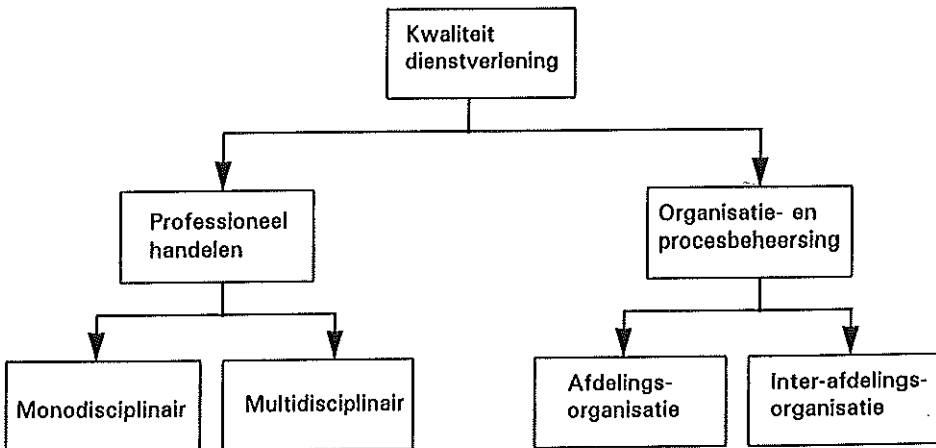 Kwaliteit
dienstverlening
Professioneel
handelen
Organisatie- en
procesbeheersing
Monodisciplinair
Multidisciplinair
Afdelings-
organisatie
Inter-afdelings-
organisatie